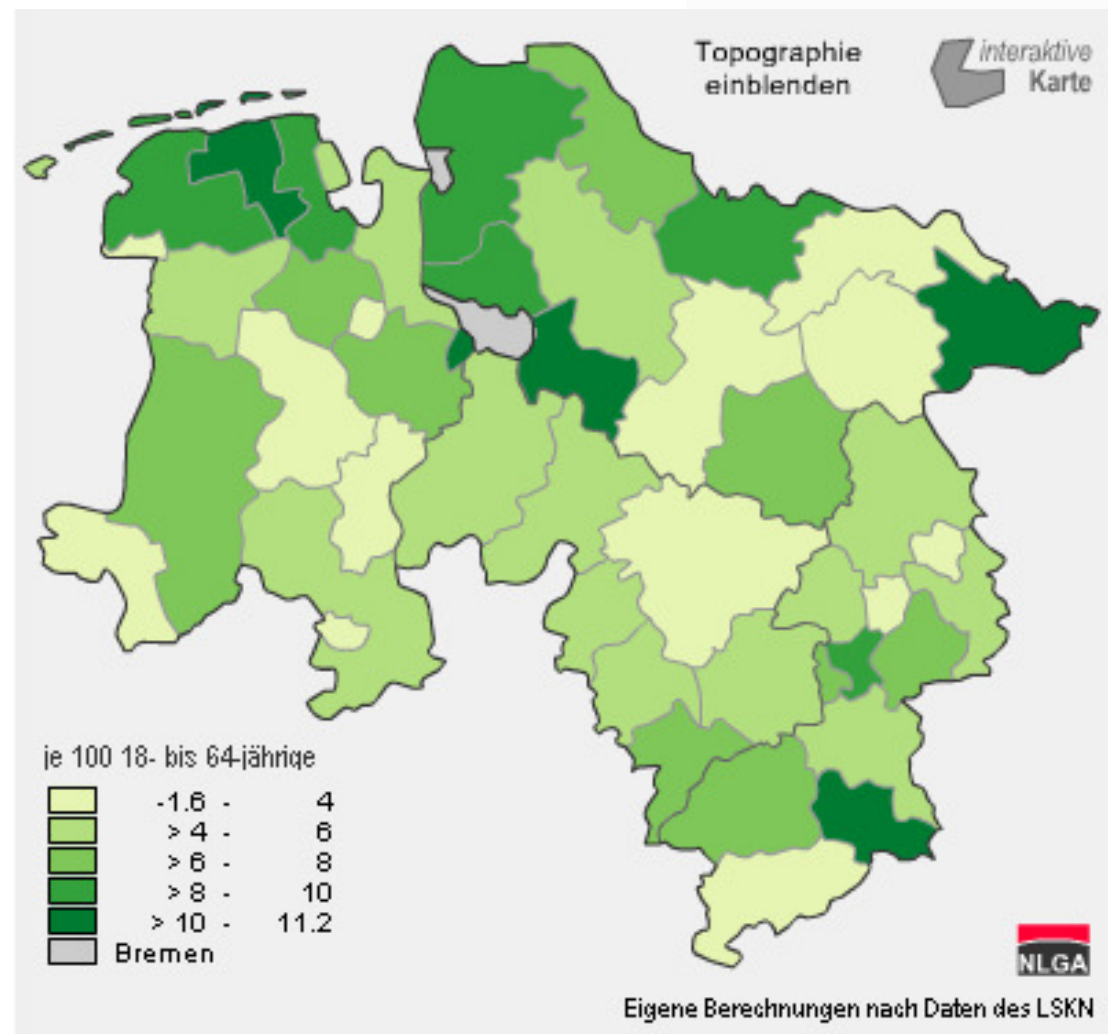 Topographie
einblenden
interaktive
Karte
je 100 18- bis 64-jährige
-1.6 - 4
> 4 - 6
> 6 - 8
> 8 - 10
> 10 - 11.2
Bremen
NLGA
Eigene Berechnungen nach Daten des LSKN